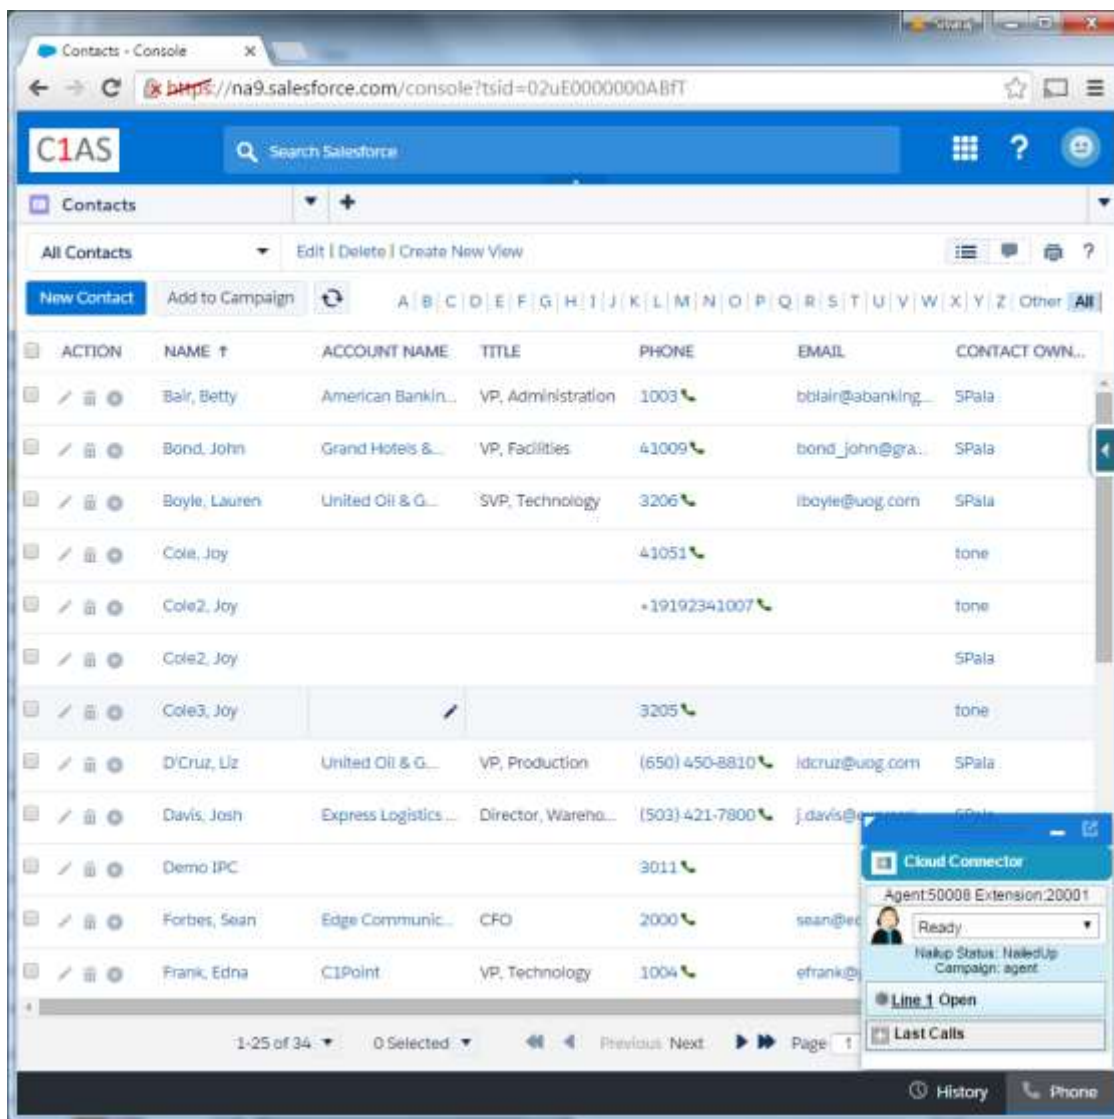 Contacts - Console
https://na9.salesforce.com/console?tsid=02uE0000000ABfT
C1AS Search Salesforce ?
Contacts
All Contacts Edit | Delete | Create New View ?
New Contact Add to Campaign A B C D E F G H I J K L M N O P Q R S T U V W X Y Z Other All
ACTION NAME ↑ ACCOUNT NAME TITLE PHONE EMAIL CONTACT OWN...
Bair, Betty American Bankin... VP, Administration 1003 bblair@abanking... SPala
Bond, John Grand Hotels &... VP, Facilities 41009 bond_john@gra... SPala
Boyle, Lauren United Oil & G... SVP, Technology 3206 lboyle@uog.com SPala
Cole, Joy 41051 tone
Cole2, Joy +19192341007 tone
Cole2, Joy SPala
Cole3, Joy 3205 tone
D'Cruz, Liz United Oil & G... VP, Production (650) 450-8810 ldcruz@uog.com SPala
Davis, Josh Express Logistics ... Director, Wareho... (503) 421-7800 j.davis@
Demo IPC 3011
Forbes, Sean Edge Communic... CFO 2000 sean@
Frank, Edna C1Point VP, Technology 1004 efrank@
Cloud Connector
Agent:50008 Extension:20001
Ready
Nailup Status: NailedUp
Campaign: agent
Line 1 Open
Last Calls
1-25 of 34 0 Selected Previous Next Page 1
History Phone